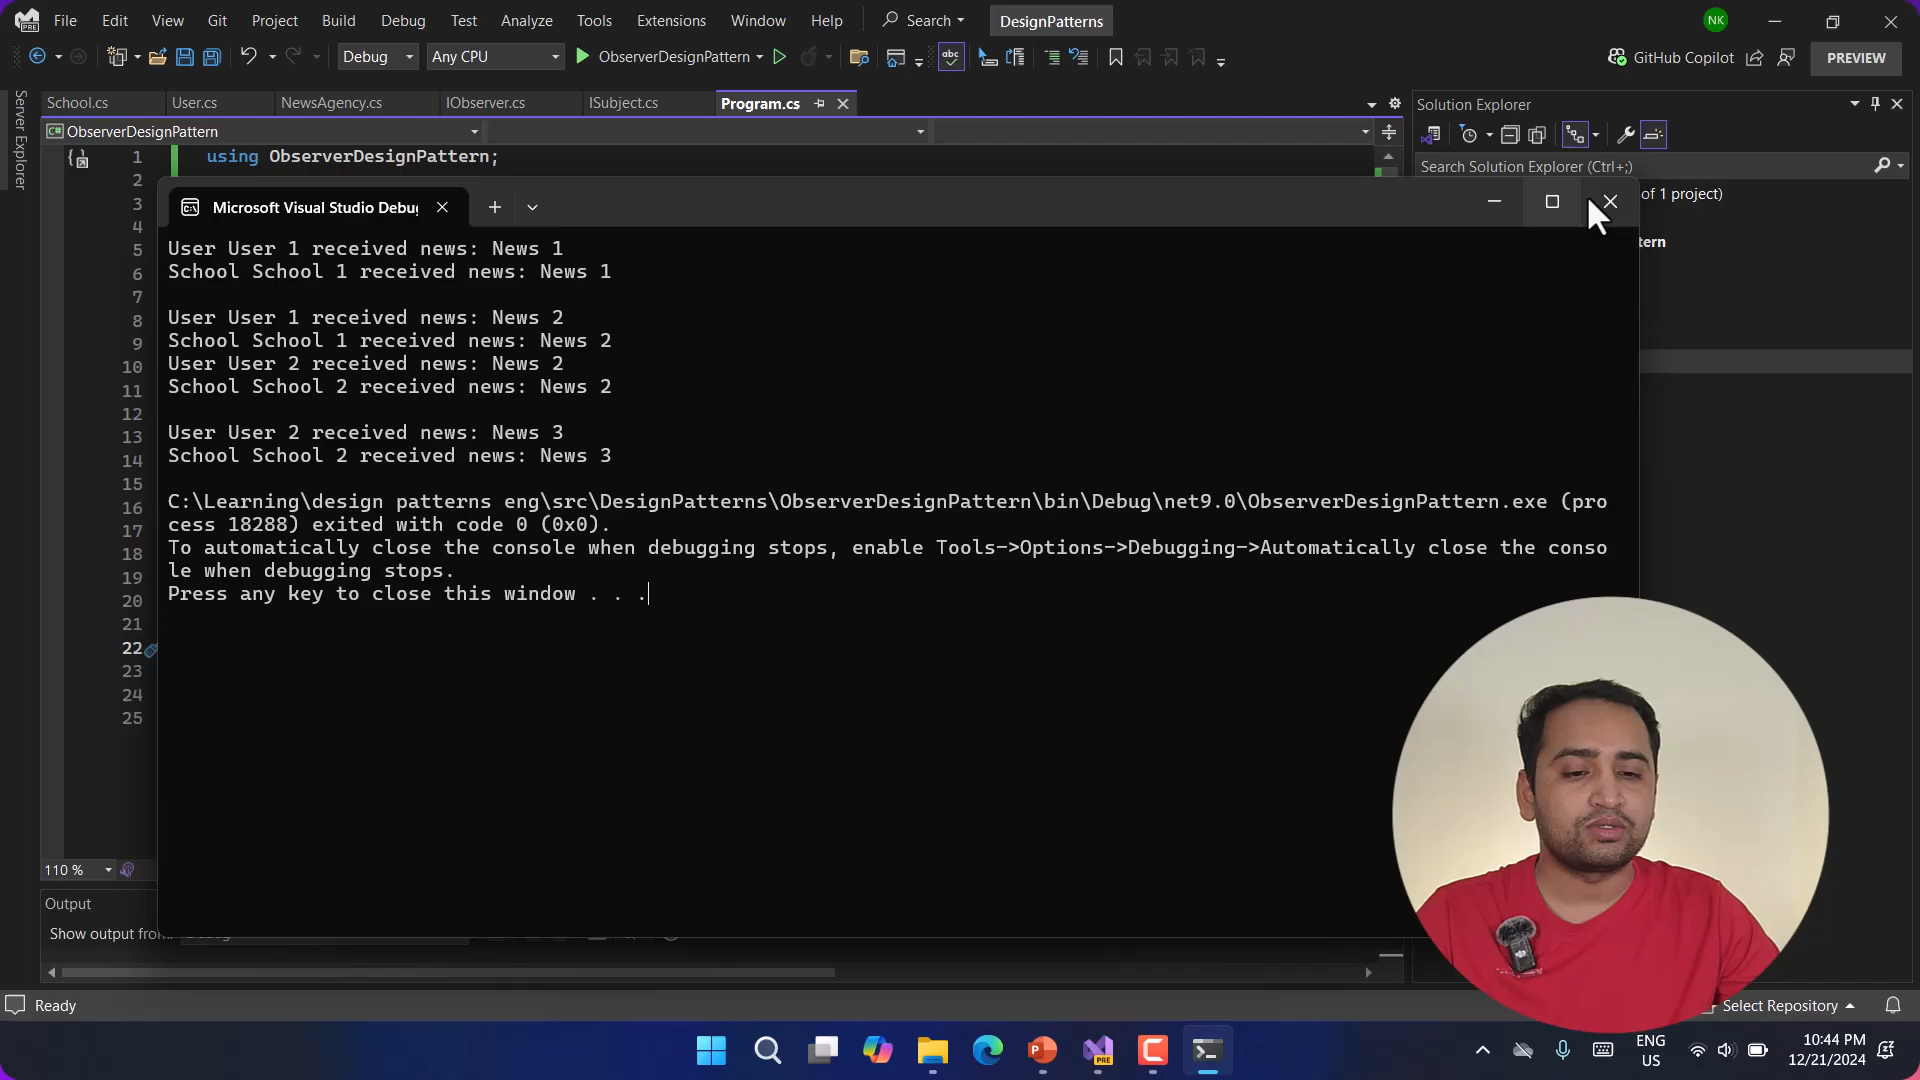 File Edit View Git Project Build Debug Test Analyze Tools Extensions Window Help Search DesignPatterns NK
Debug Any CPU ObserverDesignPattern abc GitHub Copilot PREVIEW
Server Explorer
School.cs User.cs NewsAgency.cs IObserver.cs ISubject.cs Program.cs
C# ObserverDesignPattern
1 using ObserverDesignPattern;
2
3
4
5
6
7
8
9
10
11
12
13
14
15
16
17
18
19
20
21
22
23
24
25
Microsoft Visual Studio Debug
User User 1 received news: News 1
School School 1 received news: News 1
User User 1 received news: News 2
School School 1 received news: News 2
User User 2 received news: News 2
School School 2 received news: News 2
User User 2 received news: News 3
School School 2 received news: News 3
C:\Learning\design patterns eng\src\DesignPatterns\ObserverDesignPattern\bin\Debug\net9.0\ObserverDesignPattern.exe (pro
cess 18288) exited with code 0 (0x0).
To automatically close the console when debugging stops, enable Tools->Options->Debugging->Automatically close the conso
le when debugging stops.
Press any key to close this window . . .
Solution Explorer
Search Solution Explorer (Ctrl+;)
of 1 project)
tern
110 %
Output
Show output from:
Ready
Select Repository
PRE
ENG
US
10:44 PM
12/21/2024